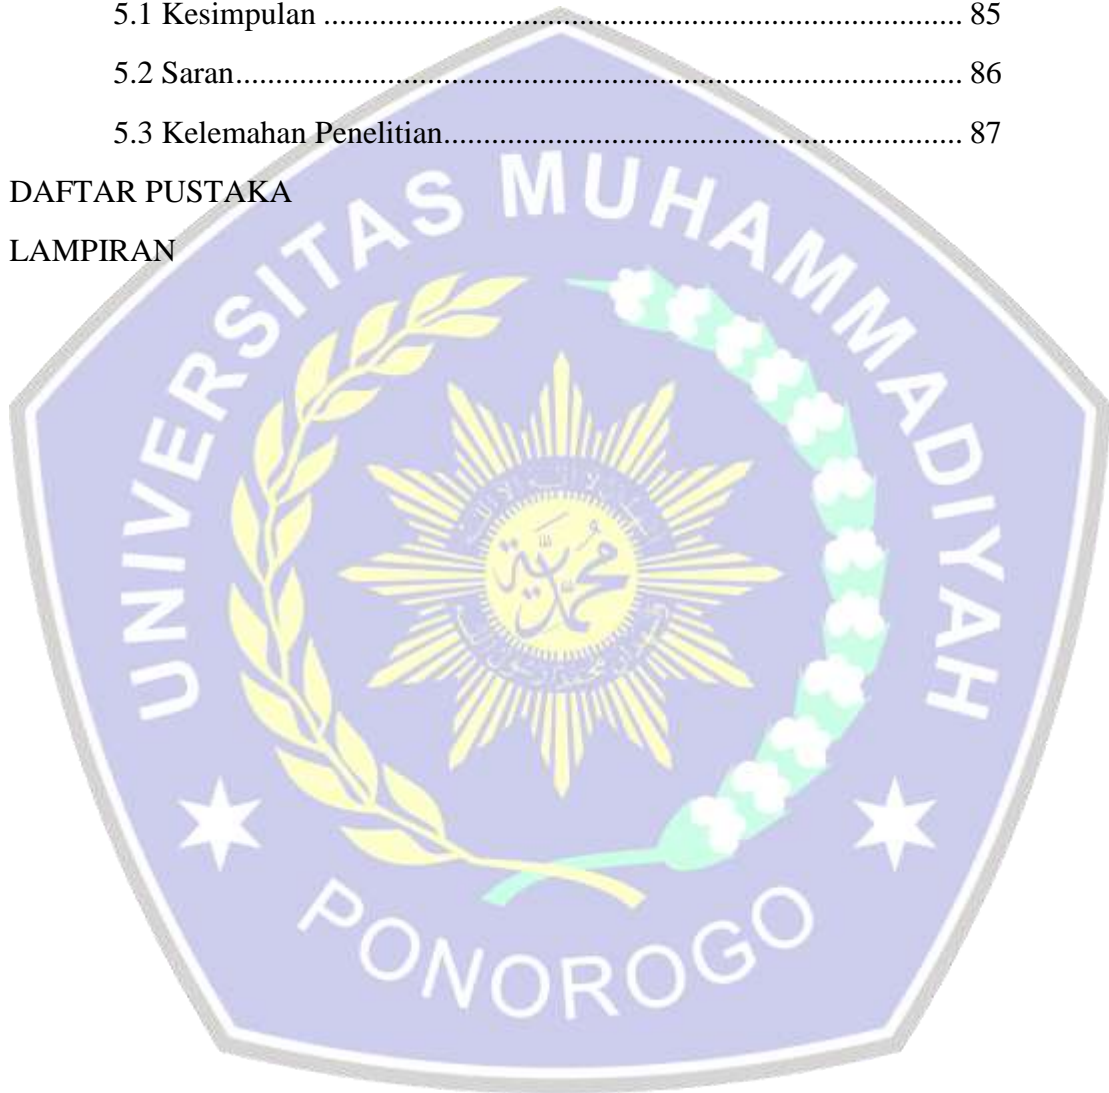 5.1 Kesimpulan ................................................................................ 85
5.2 Saran........................................................................................... 86
5.3 Kelemahan Penelitian................................................................. 87
DAFTAR PUSTAKA
LAMPIRAN
UNIVERSITAS MUHAMMADIYAH
محمدية
PONOROGO